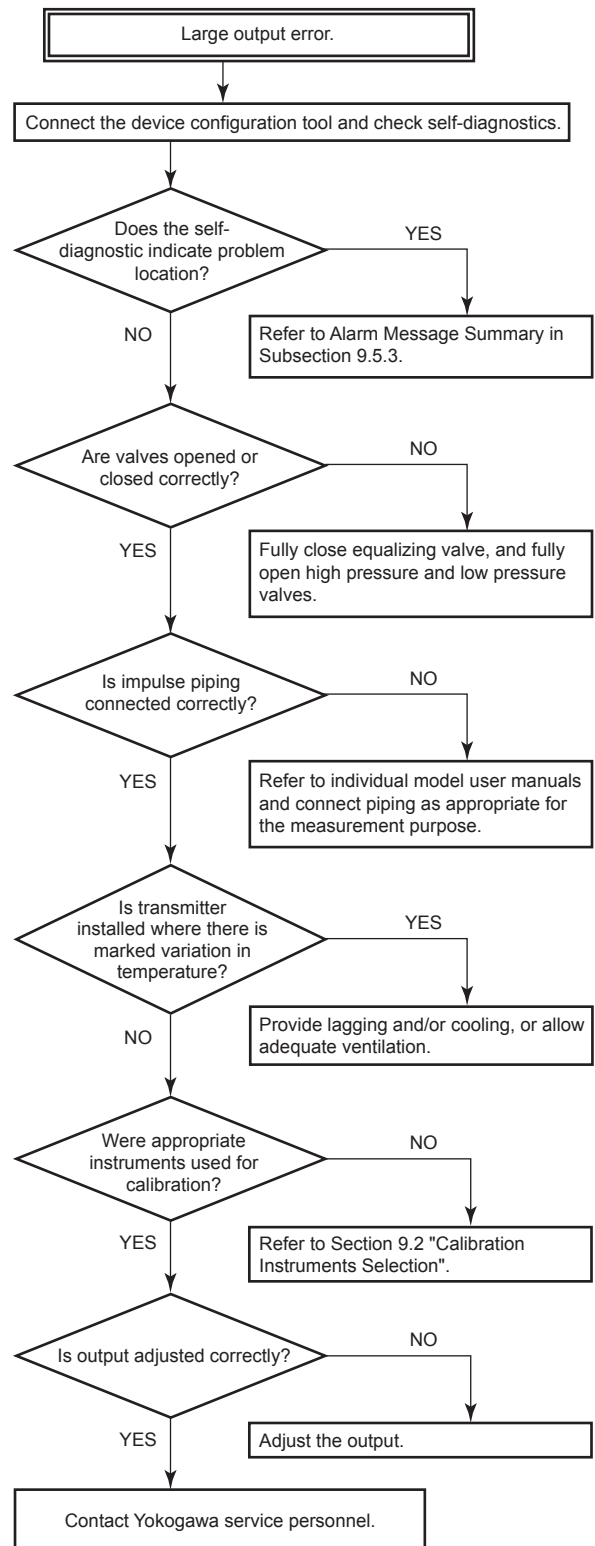 Large output error.
Connect the device configuration tool and check self-diagnostics.
Does the self-
diagnostic indicate problem
location?
YES
NO
Refer to Alarm Message Summary in
Subsection 9.5.3.
Are valves opened or
closed correctly?
NO
YES
Fully close equalizing valve, and fully
open high pressure and low pressure
valves.
Is impulse piping
connected correctly?
NO
YES
Refer to individual model user manuals
and connect piping as appropriate for
the measurement purpose.
Is transmitter
installed where there is
marked variation in
temperature?
YES
NO
Provide lagging and/or cooling, or allow
adequate ventilation.
Were appropriate
instruments used for
calibration?
NO
YES
Refer to Section 9.2 "Calibration
Instruments Selection".
Is output adjusted correctly?
NO
YES
Adjust the output.
Contact Yokogawa service personnel.